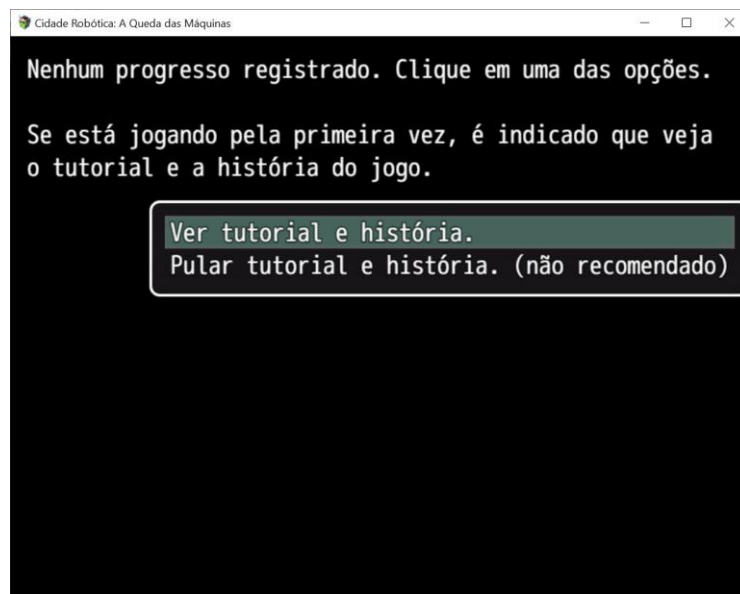 Cidade Robótica: A Queda das Máquinas
Nenhum progresso registrado. Clique em uma das opções.
Se está jogando pela primeira vez, é indicado que veja
o tutorial e a história do jogo.
Ver tutorial e história.
Pular tutorial e história. (não recomendado)